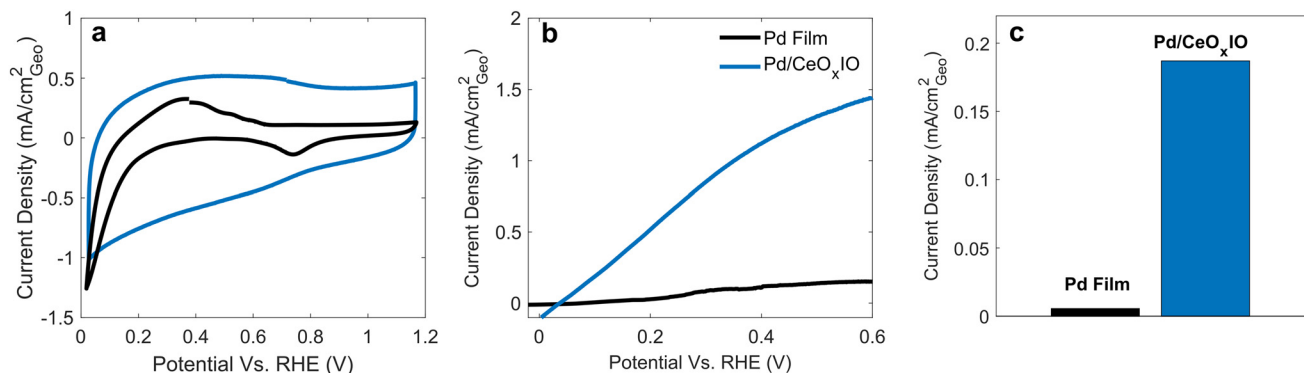 a
Current Density (mA/cm²Geo)
1
0.5
0
-0.5
-1
-1.5
0
0.2
0.4
0.6
0.8
1
1.2
Potential Vs. RHE (V)
b
Pd Film
Pd/CeOxIO
Current Density (mA/cm²Geo)
2
1.5
1
0.5
0
0
0.2
0.4
0.6
Potential Vs. RHE (V)
c
Pd/CeOxIO
Pd Film
Current Density (mA/cm²Geo)
0.2
0.15
0.1
0.05
0